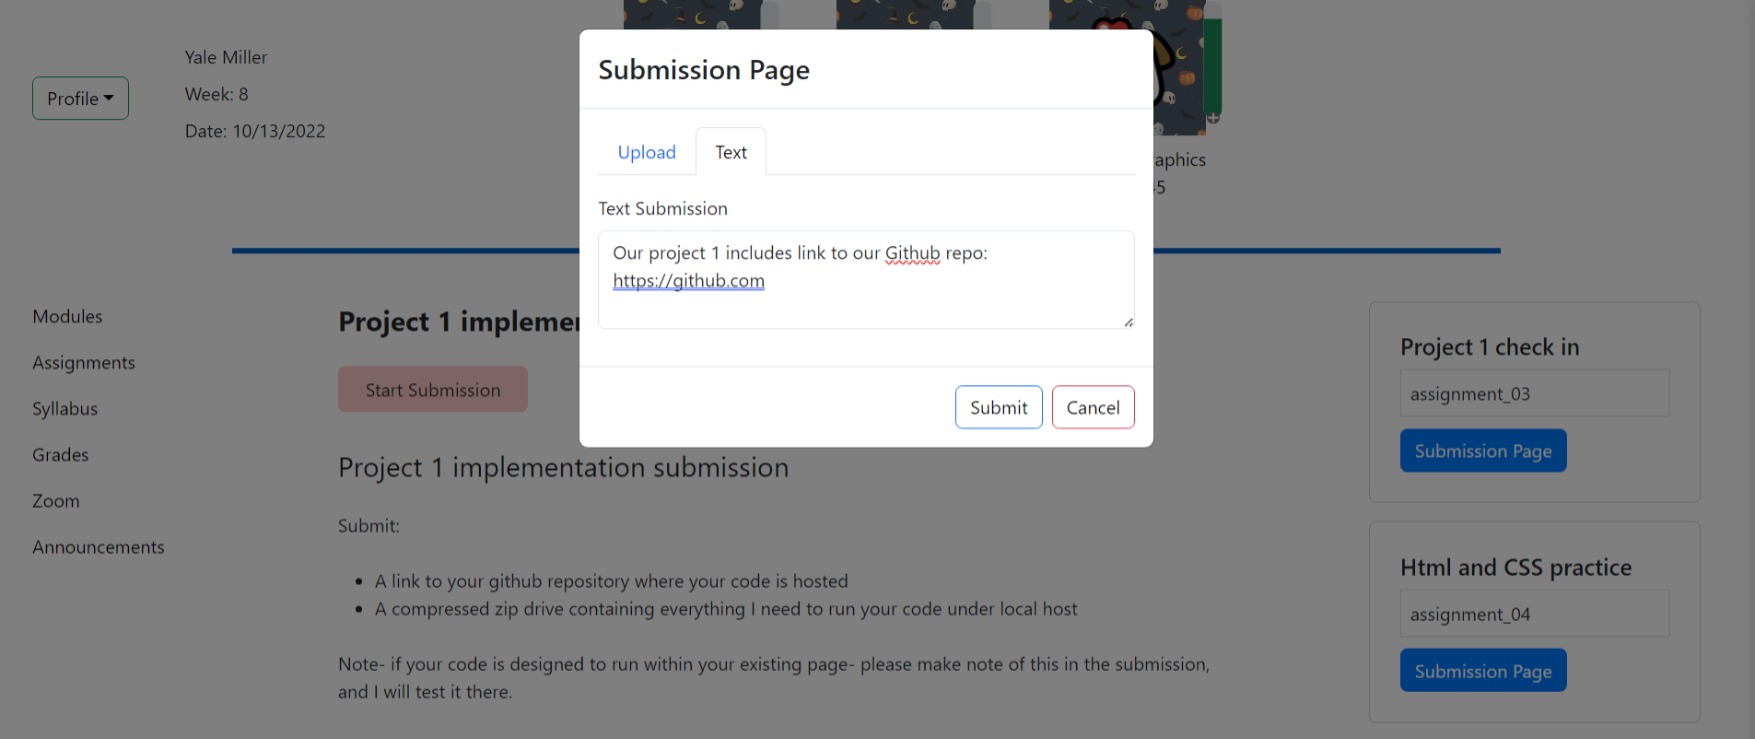 Yale Miller
Profile
Week: 8
Date: 10/13/2022
Submission Page
Upload
Text
Text Submission
Our project 1 includes link to our Github repo:
https://github.com
Submit
Cancel
Modules
Assignments
Syllabus
Grades
Zoom
Announcements
Project 1
Start Submission
Project 1 implementation submission
Submit:
A link to your github repository where your code is hosted
A compressed zip drive containing everything I need to run your code under local host
Note- if your code is designed to run within your existing page- please make note of this in the submission,
and I will test it there.
Project 1 check in
assignment_03
Submission Page
Html and CSS practice
assignment_04
Submission Page